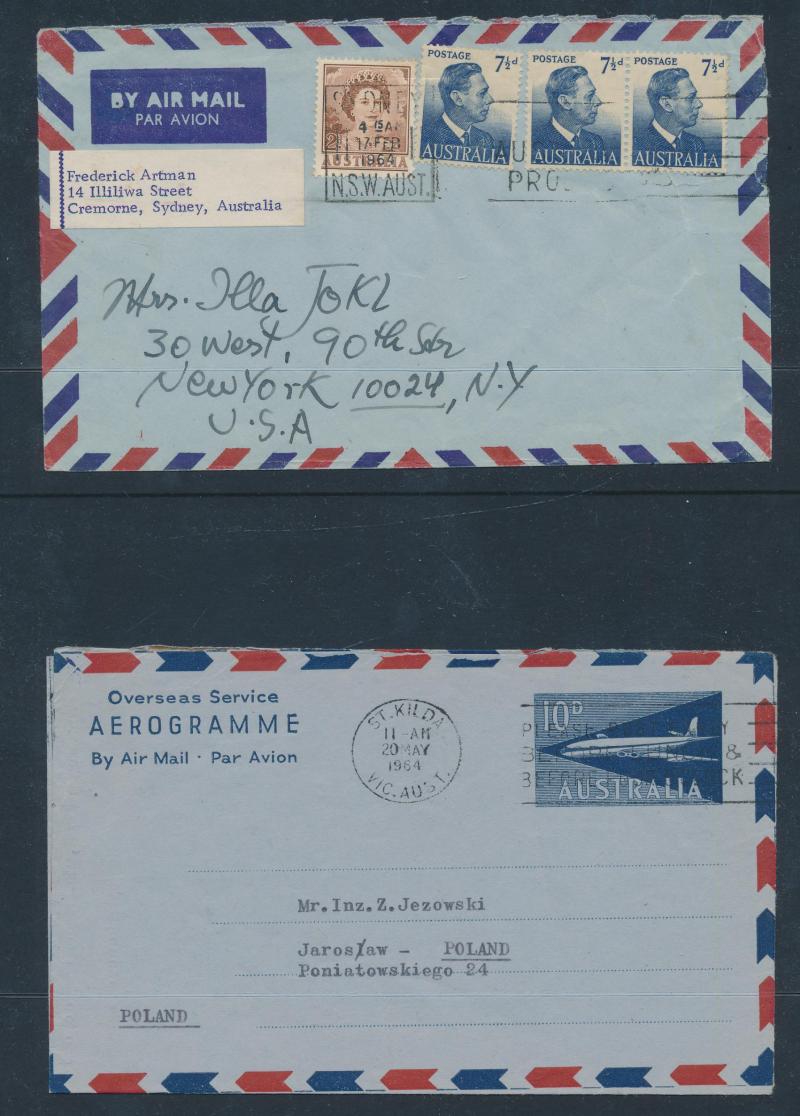 BY AIR MAIL
PAR AVION
Frederick Artman
14 Illiliwa Street
Cremorne, Sydney, Australia
4 15 AM
17 FEB
1964
N.S.W. AUST.
AUSTRALIA
POSTAGE 7½d
AUSTRALIA
POSTAGE 7½d
AUSTRALIA
POSTAGE 7½d
AUSTRALIA
Mrs. Illa JOKL
30 West, 90th Str
New York 10024, N.Y
U.S.A
Overseas Service
AEROGRAMME
By Air Mail · Par Avion
ST. KILDA
11-AM
20 MAY
1964
VIC. AUST.
10D
AUSTRALIA
Mr.Inz.Z.Jezowski
Jarosław - POLAND
Poniatowskiego 24
POLAND